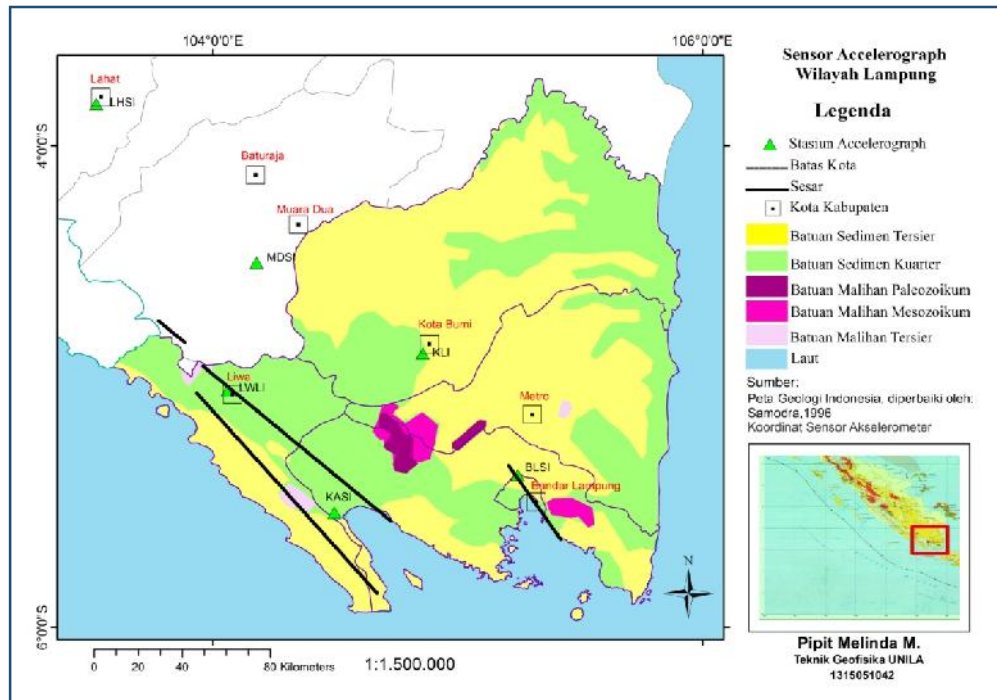 104°0'0"E
106°0'0"E
4°0'0"S
6°0'0"S
Lahat
LHSI
Baturaja
Muara Dua
MDSI
Kota Bumi
KLI
Liwa
LWLI
Metro
BLSI
Bandar Lampung
KASI
N
0 20 40 80 Kilometers
1:1.500.000
Sensor Accelerograph
Wilayah Lampung
Legenda
Stasiun Accelerograph
Batas Kota
Sesar
Kota Kabupaten
Batuan Sedimen Tersier
Batuan Sedimen Kuarter
Batuan Malihan Paleozoikum
Batuan Malihan Mesozoikum
Batuan Malihan Tersier
Laut
Sumber:
Peta Geologi Indonesia, diperbaiki oleh:
Samodra,1996
Koordinat Sensor Akselerometer
Pipit Melinda M.
Teknik Geofisika UNILA
1315051042